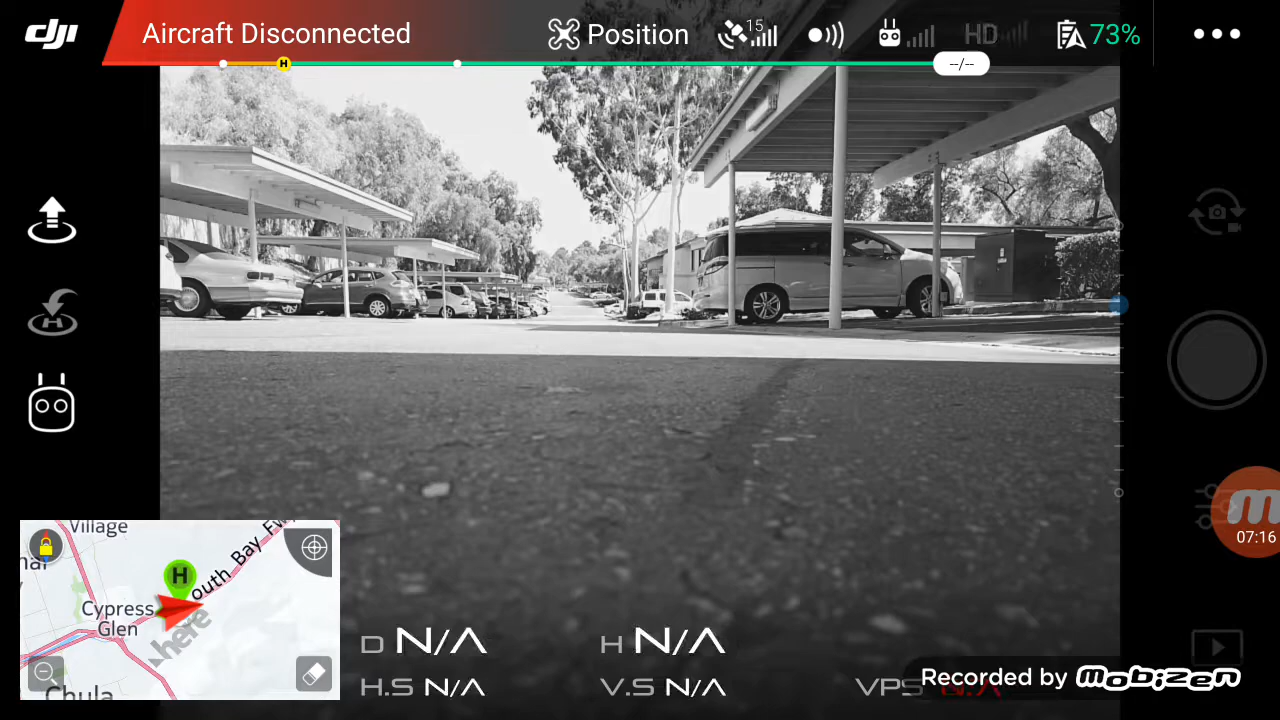 dji Aircraft Disconnected Position 15 HD 73%
H --/--
H
07:16
Village
South Bay Fw
H
Cypress
Glen
here
Chula
D N/A H N/A
H.S N/A V.S N/A VPS N/A
Recorded by mobizen